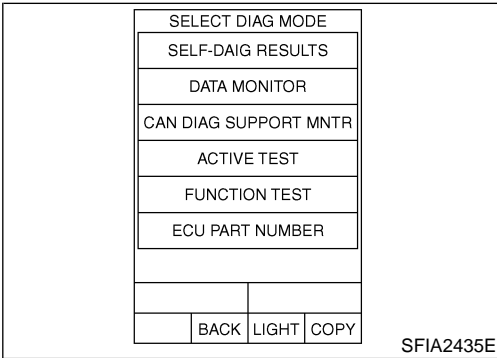 SELECT DIAG MODE
SELF-DAIG RESULTS
DATA MONITOR
CAN DIAG SUPPORT MNTR
ACTIVE TEST
FUNCTION TEST
ECU PART NUMBER
BACK LIGHT COPY
SFIA2435E